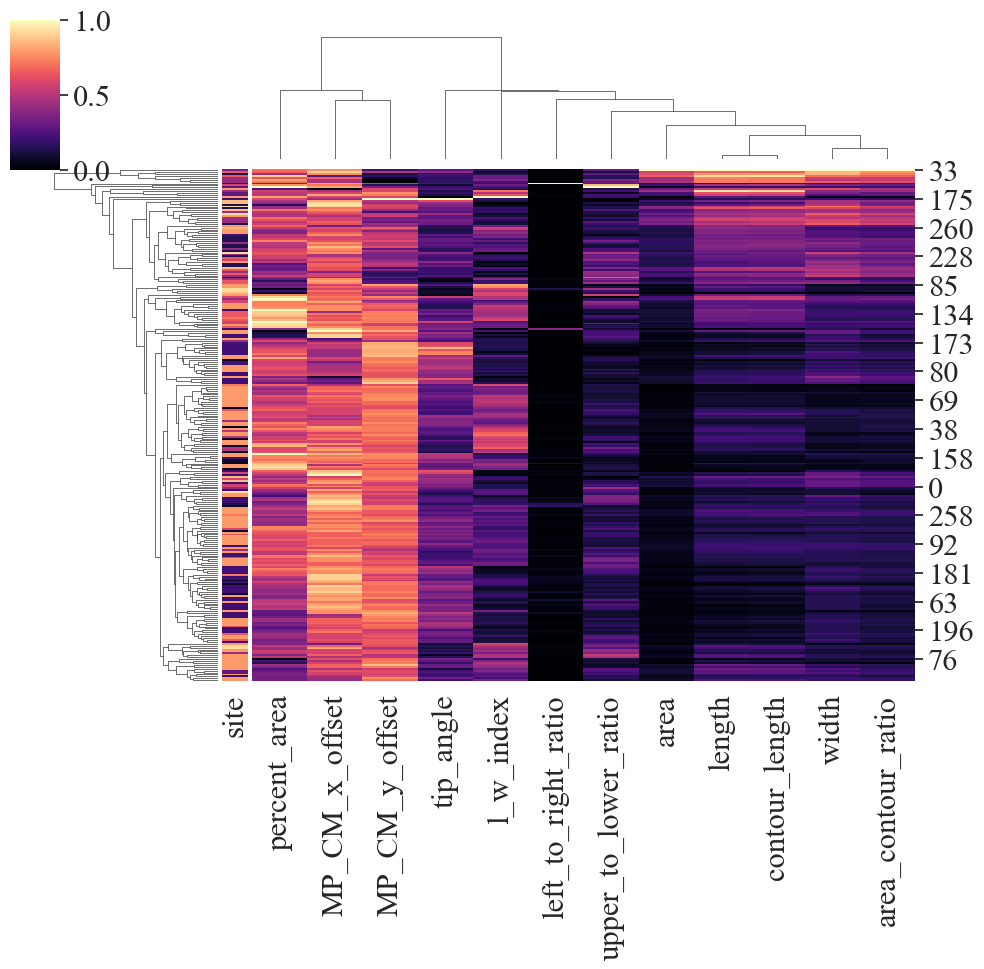 1.0
0.5
0.0
33
175
260
228
85
134
173
80
69
38
158
0
258
92
181
63
196
76
site
percent_area
MP_CM_x_offset
MP_CM_y_offset
tip_angle
l_w_index
left_to_right_ratio
upper_to_lower_ratio
area
length
contour_length
width
area_contour_ratio